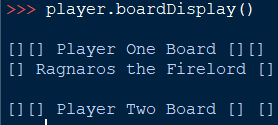 >>> player.boardDisplay()
[][] Player One Board [][]
[] Ragnaros the Firelord []
[][] Player Two Board [] []